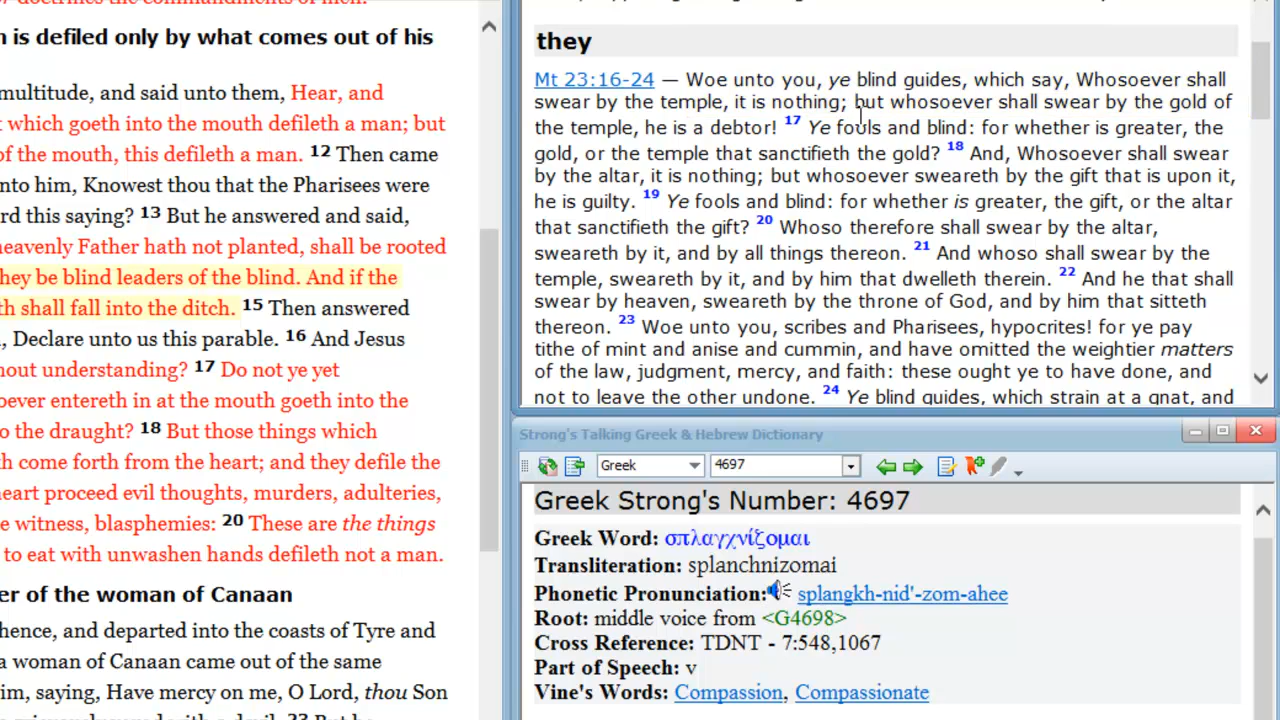 doctrines the commandments of men.
is defiled only by what comes out of his
multitude, and said unto them, Hear, and
which goeth into the mouth defileth a man; but
of the mouth, this defileth a man. 12 Then came
nto him, Knowest thou that the Pharisees were
rd this saying? 13 But he answered and said,
heavenly Father hath not planted, shall be rooted
hey be blind leaders of the blind. And if the
th shall fall into the ditch. 15 Then answered
, Declare unto us this parable. 16 And Jesus
hout understanding? 17 Do not ye yet
oever entereth in at the mouth goeth into the
o the draught? 18 But those things which
h come forth from the heart; and they defile the
heart proceed evil thoughts, murders, adulteries,
e witness, blasphemies: 20 These are the things
to eat with unwashen hands defileth not a man.
er of the woman of Canaan
hence, and departed into the coasts of Tyre and
a woman of Canaan came out of the same
im, saying, Have mercy on me, O Lord, thou Son
they
Mt 23:16-24 — Woe unto you, ye blind guides, which say, Whosoever shall
swear by the temple, it is nothing; but whosoever shall swear by the gold of
the temple, he is a debtor! 17 Ye fools and blind: for whether is greater, the
gold, or the temple that sanctifieth the gold? 18 And, Whosoever shall swear
by the altar, it is nothing; but whosoever sweareth by the gift that is upon it,
he is guilty. 19 Ye fools and blind: for whether is greater, the gift, or the altar
that sanctifieth the gift? 20 Whoso therefore shall swear by the altar,
sweareth by it, and by all things thereon. 21 And whoso shall swear by the
temple, sweareth by it, and by him that dwelleth therein. 22 And he that shall
swear by heaven, sweareth by the throne of God, and by him that sitteth
thereon. 23 Woe unto you, scribes and Pharisees, hypocrites! for ye pay
tithe of mint and anise and cummin, and have omitted the weightier matters
of the law, judgment, mercy, and faith: these ought ye to have done, and
not to leave the other undone. 24 Ye blind guides, which strain at a gnat, and
Strong's Talking Greek & Hebrew Dictionary
Greek 4697
Greek Strong's Number: 4697
Greek Word: σπλαγχνίζομαι
Transliteration: splanchnizomai
Phonetic Pronunciation: splangkh-nid'-zom-ahee
Root: middle voice from <G4698>
Cross Reference: TDNT - 7:548,1067
Part of Speech: v
Vine's Words: Compassion, Compassionate